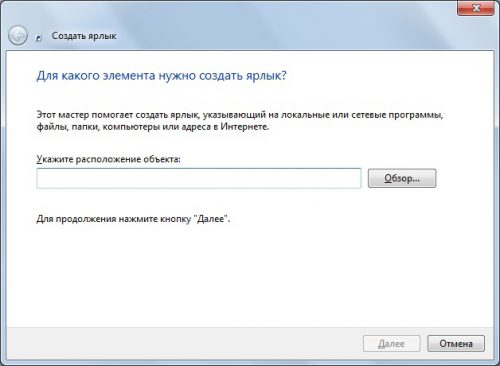 Создать ярлык
Для какого элемента нужно создать ярлык?
Этот мастер помогает создать ярлык, указывающий на локальные или сетевые программы,
файлы, папки, компьютеры или адреса в Интернете.
Укажите расположение объекта:
Обзор...
Для продолжения нажмите кнопку "Далее".
Далее
Отмена